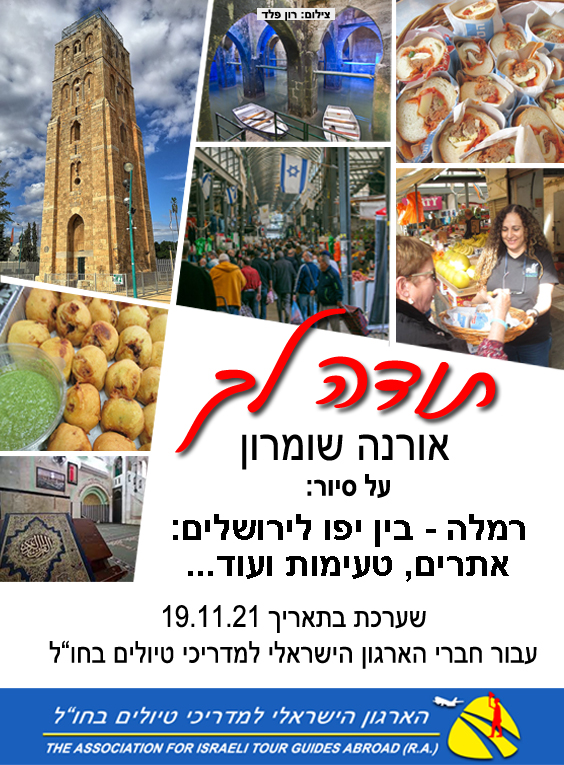 צילום: רון פלד
תודה לך
אורנה שומרון
על סיור:
רמלה - בין יפו לירושלים:
אתרים, טעימות ועוד...
שערכת בתאריך 19.11.21
עבור חברי הארגון הישראלי למדריכי טיולים בחו"ל
הארגון הישראלי למדריכי טיולים בחו"ל
THE ASSOCIATION FOR ISRAELI TOUR GUIDES ABROAD (R.A.)